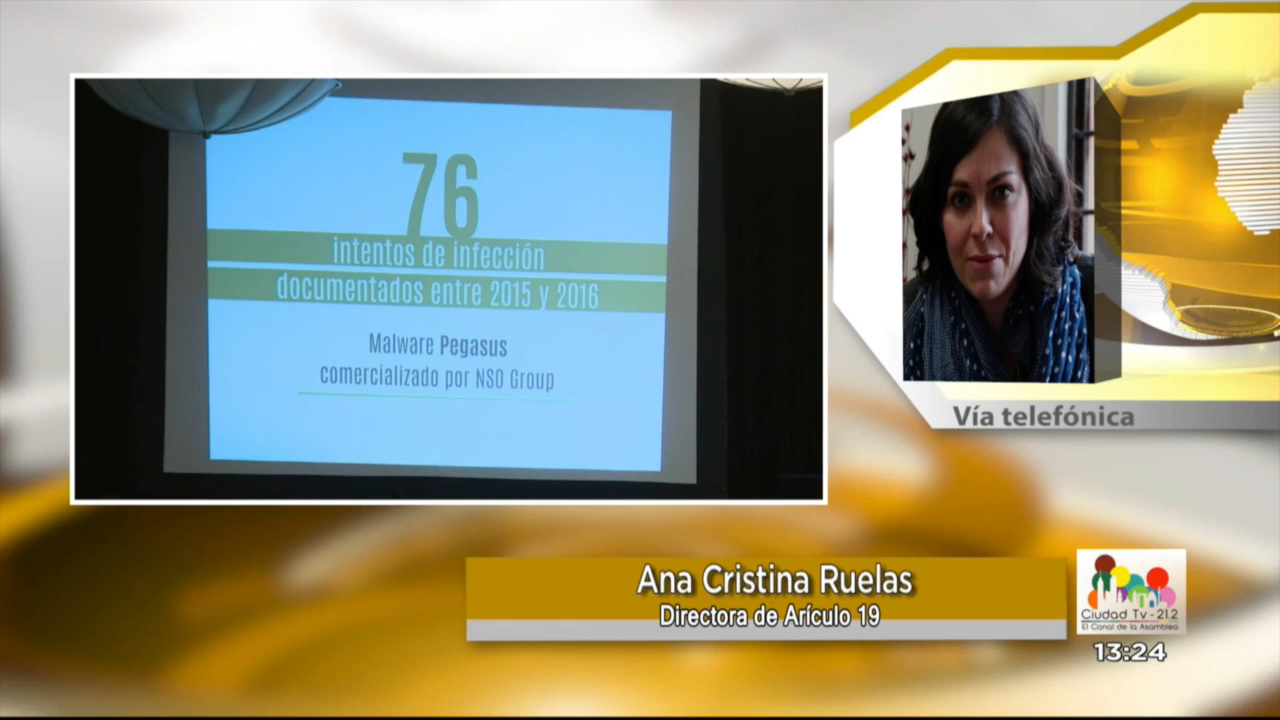 76
intentos de infección
documentados entre 2015 y 2016
Malware Pegasus
comercializado por NSO Group
Vía telefónica
Ana Cristina Ruelas
Directora de Arículo 19
Ciudad Tv - 21.2
El Canal de la Asamblea
13:24